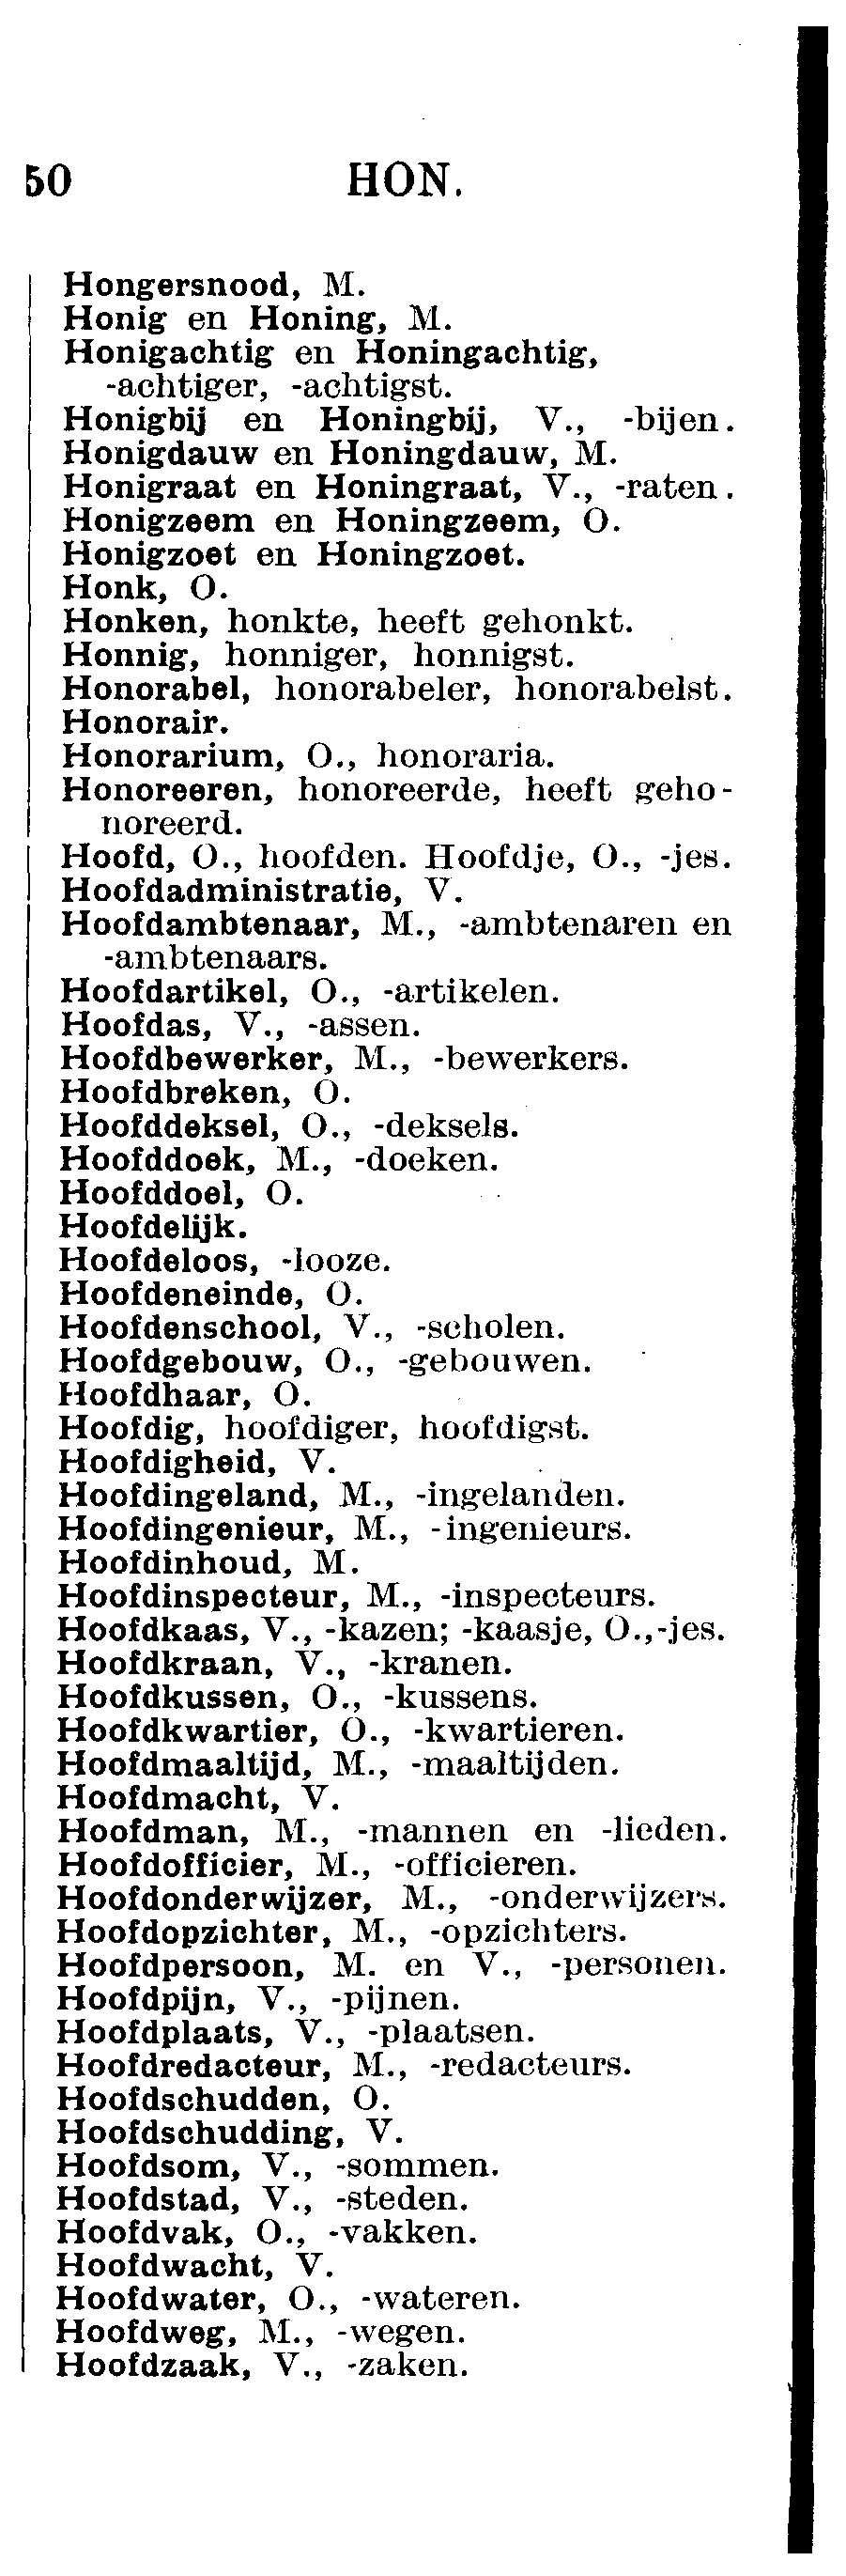 50 HON.
Hongersnood, M.
Honig en Honing, M.
Honigachtig en Honingachtig,
-achtiger, -achtigst.
Honigbij en Honingbij, V., -bijen.
Honigdauw en Honingdauw, M.
Honigraat en Honingraat, V., -raten.
Honigzeem en Honingzeem, O.
Honigzoet en Honingzoet.
Honk, O.
Honken, honkte, heeft gehonkt.
Honnig, honniger, honnigst.
Honorabel, honorabeler, honorabelst.
Honorair.
Honorarium, O., honoraria.
Honoreeren, honoreerde, heeft geho-
noreerd.
Hoofd, O., hoofden. Hoofdje, O., -jes.
Hoofdadministratie, V.
Hoofdambtenaar, M., -ambtenaren en
-ambtenaars.
Hoofdartikel, O., -artikelen.
Hoofdas, V., -assen.
Hoofdbewerker, M., -bewerkers.
Hoofdbreken, O.
Hoofddeksel, O., -deksels.
Hoofddoek, M., -doeken.
Hoofddoel, O.
Hoofdelijk.
Hoofdeloos, -looze.
Hoofdeneinde, O.
Hoofdenschool, V., -scholen.
Hoofdgebouw, O., -gebouwen.
Hoofdhaar, O.
Hoofdig, hoofdiger, hoofdigst.
Hoofdigheid, V.
Hoofdingeland, M., -ingelanden.
Hoofdingenieur, M., -ingenieurs.
Hoofdinhoud, M.
Hoofdinspecteur, M., -inspecteurs.
Hoofdkaas, V., -kazen; -kaasje, O.,-jes.
Hoofdkraan, V., -kranen.
Hoofdkussen, O., -kussens.
Hoofdkwartier, O., -kwartieren.
Hoofdmaaltijd, M., -maaltijden.
Hoofdmacht, V.
Hoofdman, M., -mannen en -lieden.
Hoofdofficier, M., -officieren.
Hoofdonderwijzer, M., -onderwijzers.
Hoofdopzichter, M., -opzichters.
Hoofdpersoon, M. en V., -personen.
Hoofdpijn, V., -pijnen.
Hoofdplaats, V., -plaatsen.
Hoofdredacteur, M., -redacteurs.
Hoofdschudden, O.
Hoofdschudding, V.
Hoofdsom, V., -sommen.
Hoofdstad, V., -steden.
Hoofdvak, O., -vakken.
Hoofdwacht, V.
Hoofdwater, O., -wateren.
Hoofdweg, M., -wegen.
Hoofdzaak, V., -zaken.